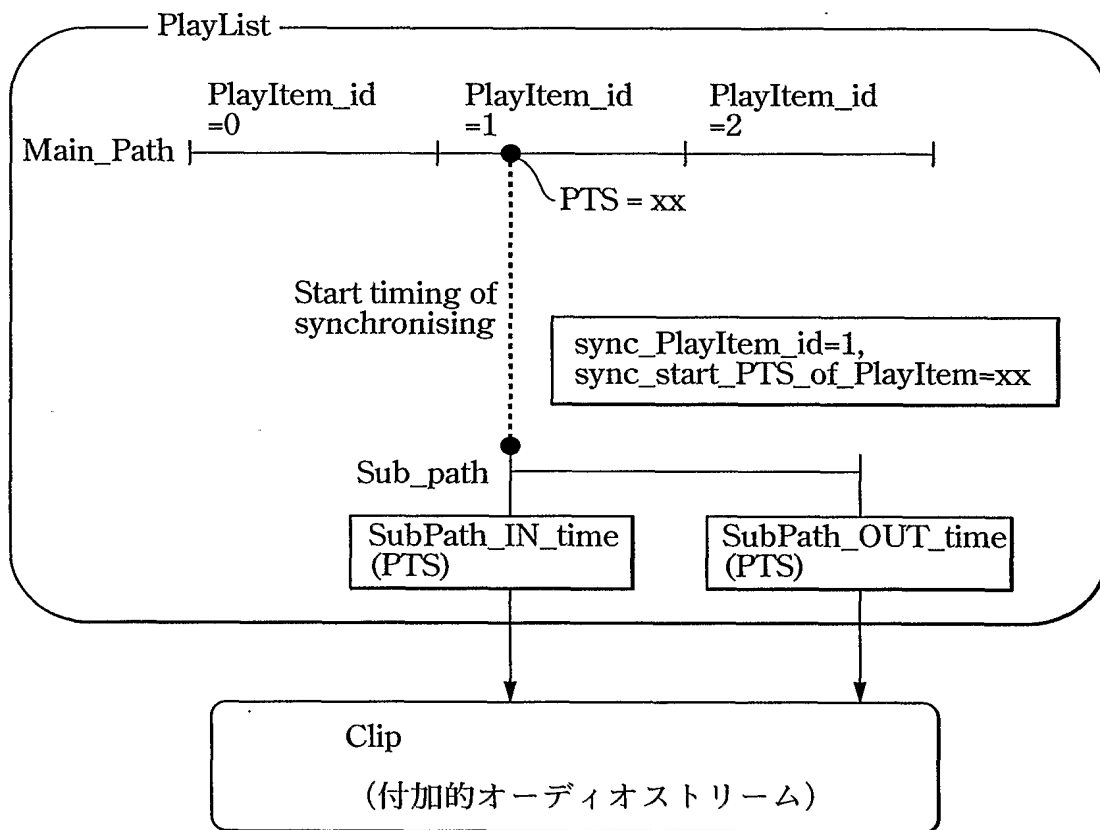 PlayList
PlayItem_id
=0
PlayItem_id
=1
PlayItem_id
=2
Main_Path
PTS = xx
Start timing of
synchronising
sync_PlayItem_id=1,
sync_start_PTS_of_PlayItem=xx
Sub_path
SubPath_IN_time
(PTS)
SubPath_OUT_time
(PTS)
Clip
(付加的オーディオストリーム)